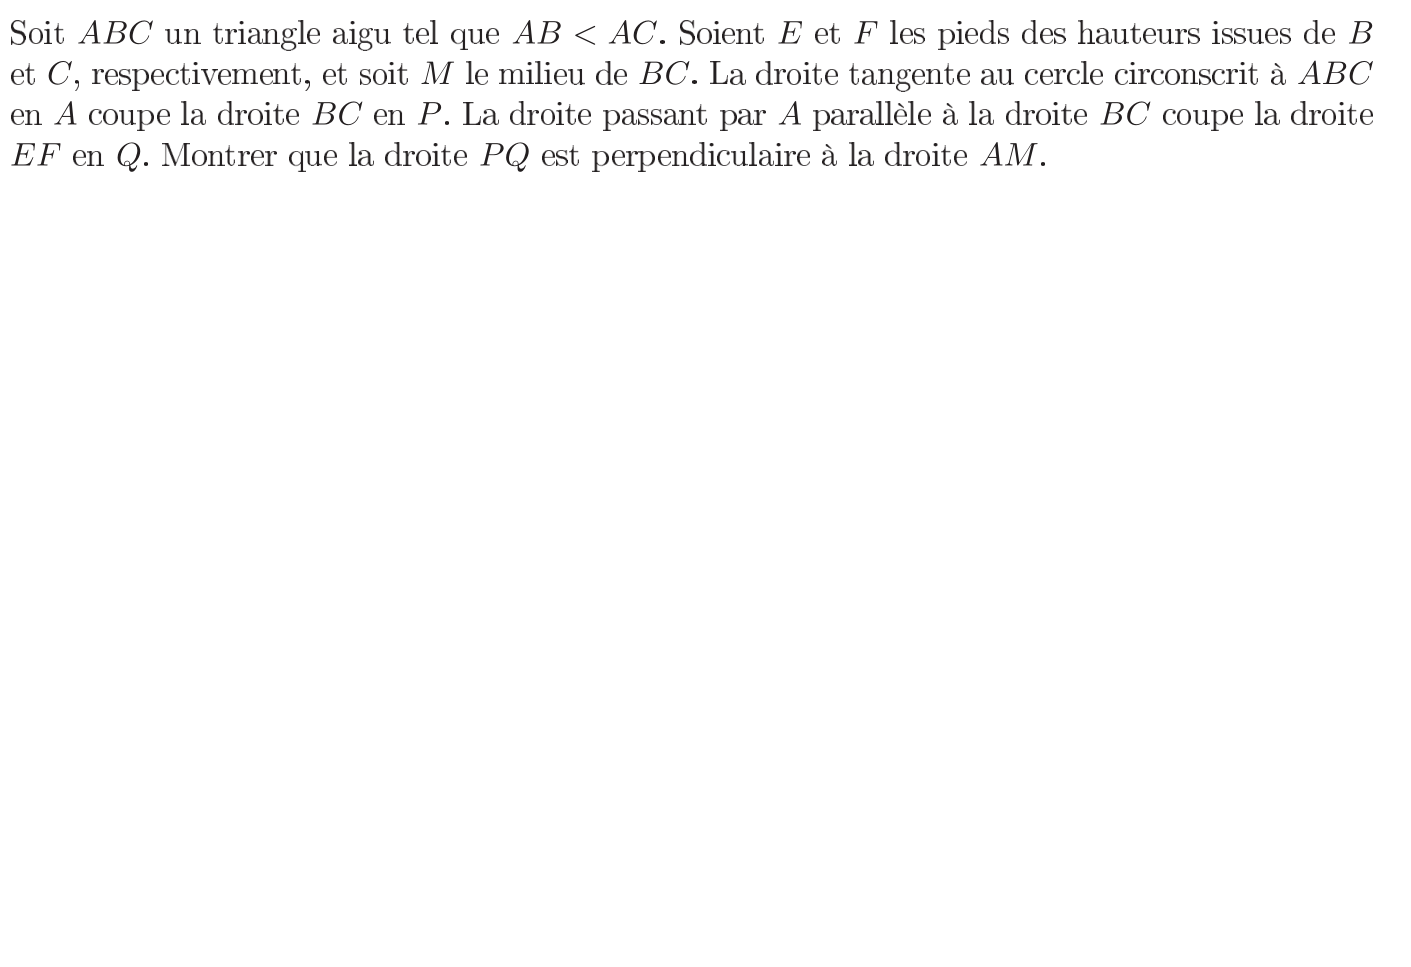 Soit ABC un triangle aigu tel que AB < AC. Soient E et F les pieds des hauteurs issues de B
et C, respectivement, et soit M le milieu de BC. La droite tangente au cercle circonscrit à ABC
en A coupe la droite BC en P. La droite passant par A parallèle à la droite BC coupe la droite
EF en Q. Montrer que la droite PQ est perpendiculaire à la droite AM.